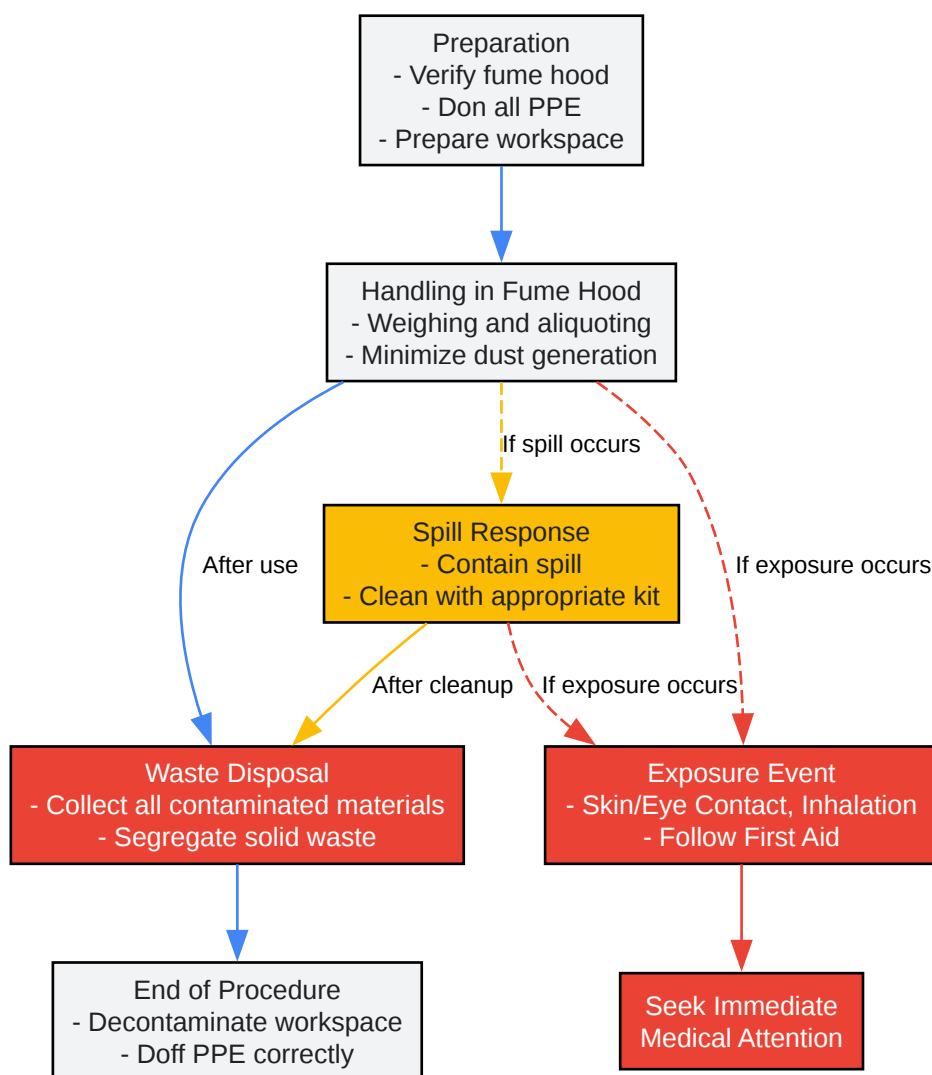 Preparation
- Verify fume hood
- Don all PPE
- Prepare workspace
Handling in Fume Hood
- Weighing and aliquoting
- Minimize dust generation
If spill occurs
Spill Response
- Contain spill
- Clean with appropriate kit
After use
If exposure occurs
After cleanup
If exposure occurs
Waste Disposal
- Collect all contaminated materials
- Segregate solid waste
Exposure Event
- Skin/Eye Contact, Inhalation
- Follow First Aid
End of Procedure
- Decontaminate workspace
- Doff PPE correctly
Seek Immediate
Medical Attention